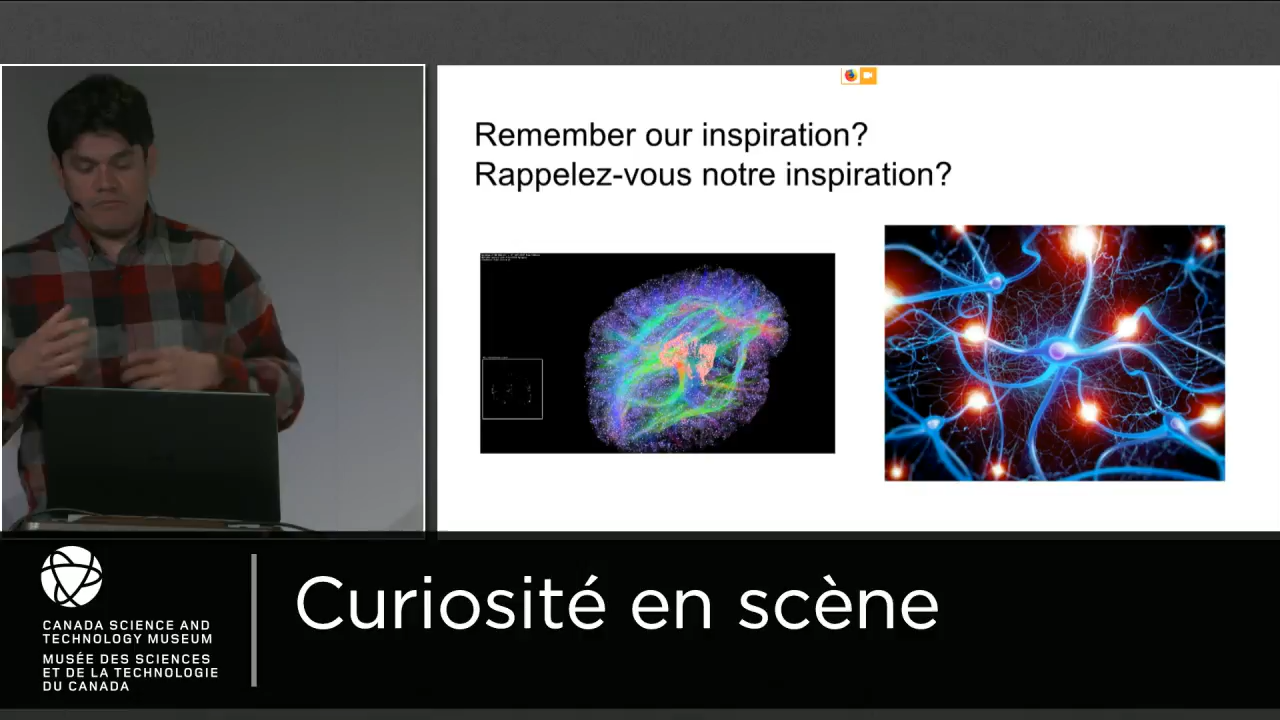 Remember our inspiration?
Rappelez-vous notre inspiration?
CANADA SCIENCE AND
TECHNOLOGY MUSEUM
MUSÉE DES SCIENCES
ET DE LA TECHNOLOGIE
DU CANADA
Curiosité en scène